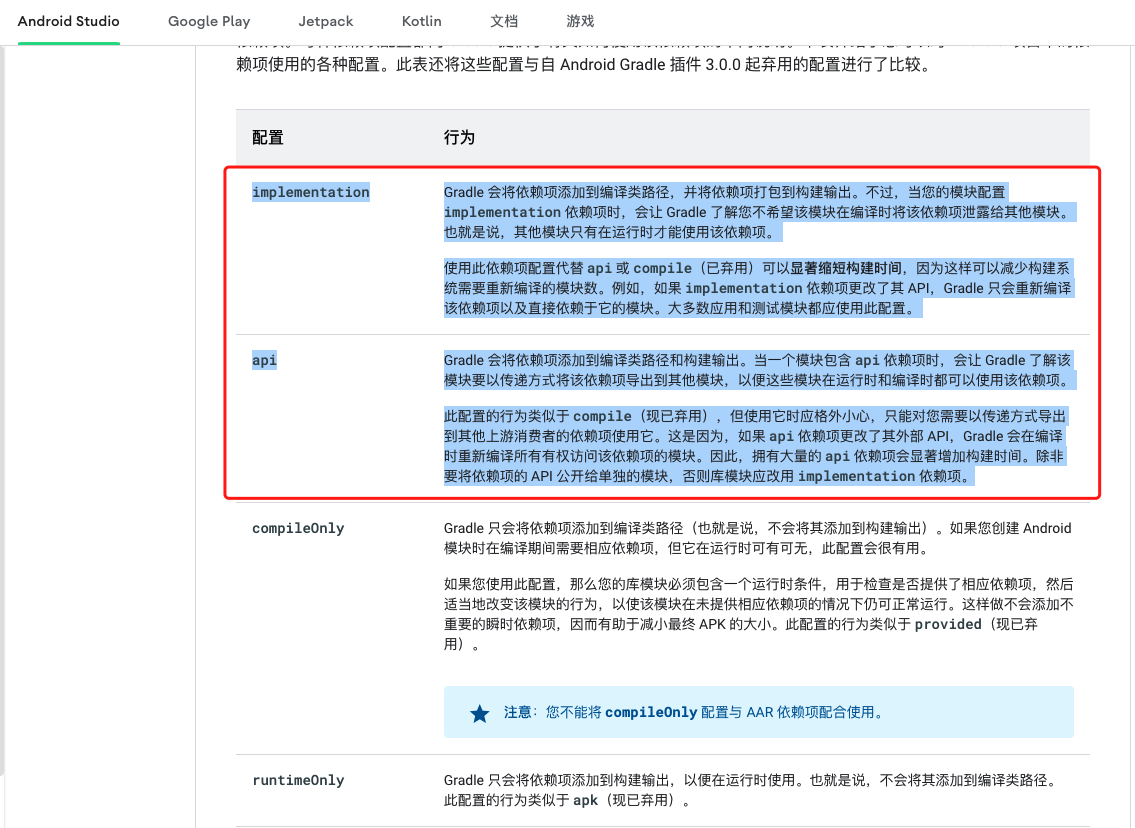 Android Studio Google Play Jetpack Kotlin 文档 游戏
赖项使用的各种配置。此表还将这些配置与自 Android Gradle 插件 3.0.0 起弃用的配置进行了比较。
配置 行为
implementation Gradle 会将依赖项添加到编译类路径，并将依赖项打包到构建输出。不过，当您的模块配置
implementation 依赖项时，会让 Gradle 了解您不希望该模块在编译时将该依赖项泄露给其他模块。
也就是说，其他模块只有在运行时才能使用该依赖项。
使用此依赖项配置代替 api 或 compile（已弃用）可以显著缩短构建时间，因为这样可以减少构建系
统需要重新编译的模块数。例如，如果 implementation 依赖项更改了其 API，Gradle 只会重新编译
该依赖项以及直接依赖于它的模块。大多数应用和测试模块都应使用此配置。
api Gradle 会将依赖项添加到编译类路径和构建输出。当一个模块包含 api 依赖项时，会让 Gradle 了解该
模块要以传递方式将该依赖项导出到其他模块，以便这些模块在运行时和编译时都可以使用该依赖项。
此配置的行为类似于 compile（现已弃用），但使用它时应格外小心，只能对您需要以传递方式导出
到其他上游消费者的依赖项使用它。这是因为，如果 api 依赖项更改了其外部 API，Gradle 会在编译
时重新编译所有有权访问该依赖项的模块。因此，拥有大量的 api 依赖项会显著增加构建时间。除非
要将依赖项的 API 公开给单独的模块，否则库模块应改用 implementation 依赖项。
compileOnly Gradle 只会将依赖项添加到编译类路径（也就是说，不会将其添加到构建输出）。如果您创建 Android
模块时在编译期间需要相应依赖项，但它在运行时可有可无，此配置会很有用。
如果您使用此配置，那么您的库模块必须包含一个运行时条件，用于检查是否提供了相应依赖项，然后
适当地改变该模块的行为，以使该模块在未提供相应依赖项的情况下仍可正常运行。这样做不会添加不
重要的瞬时依赖项，因而有助于减小最终 APK 的大小。此配置的行为类似于 provided（现已弃
用）。
注意：您不能将 compileOnly 配置与 AAR 依赖项配合使用。
runtimeOnly Gradle 只会将依赖项添加到构建输出，以便在运行时使用。也就是说，不会将其添加到编译类路径。
此配置的行为类似于 apk（现已弃用）。